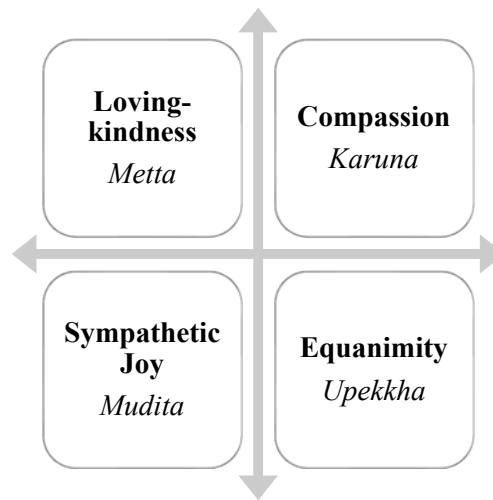 Loving-
kindness
Metta
Compassion
Karuna
Sympathetic
Joy
Mudita
Equanimity
Upekkha